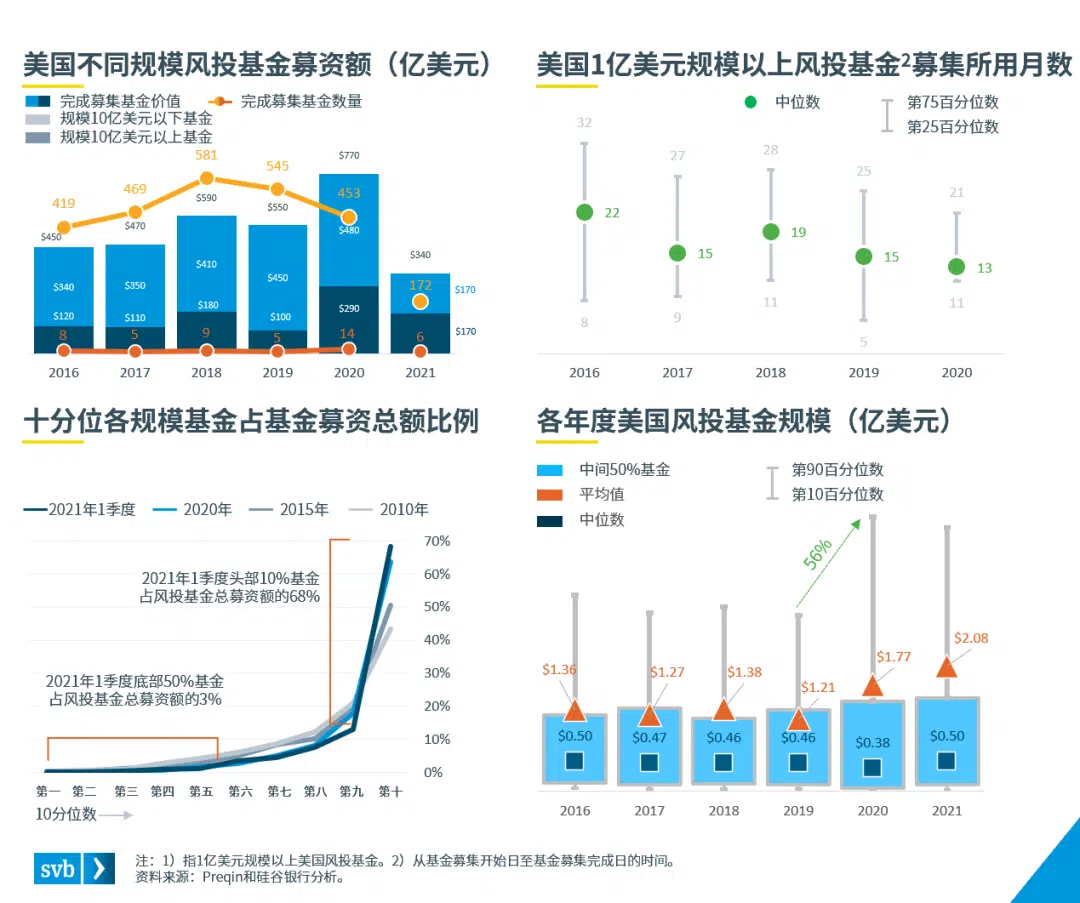 美国不同规模风投基金募资额（亿美元）
完成募集基金价值
完成募集基金数量
规模10亿美元以下基金
规模10亿美元以上基金
419
469
581
545
453
172
$450
$470
$590
$550
$770
$340
$340
$350
$410
$450
$480
$170
$120
$110
$180
$100
$290
$170
8
5
9
5
14
6
2016
2017
2018
2019
2020
2021
美国1亿美元规模以上风投基金2募集所用月数
中位数
第75百分位数
第25百分位数
32
27
28
25
21
22
15
19
15
13
8
9
11
5
11
2016
2017
2018
2019
2020
十分位各规模基金占基金募资总额比例
2021年1季度
2020年
2015年
2010年
70%
60%
50%
40%
30%
20%
10%
0%
2021年1季度头部10%基金
占风投基金总募资额的68%
2021年1季度底部50%基金
占风投基金总募资额的3%
第一
第二
第三
第四
第五
第六
第七
第八
第九
第十
10分位数
各年度美国风投基金规模（亿美元）
中间50%基金
平均值
中位数
第90百分位数
第10百分位数
56%
$1.36
$1.27
$1.38
$1.21
$1.77
$2.08
$0.50
$0.47
$0.46
$0.46
$0.38
$0.50
2016
2017
2018
2019
2020
2021
svb
注：1）指1亿美元规模以上美国风投基金。2）从基金募集开始日至基金募集完成日的时间。
资料来源：Preqin和硅谷银行分析。